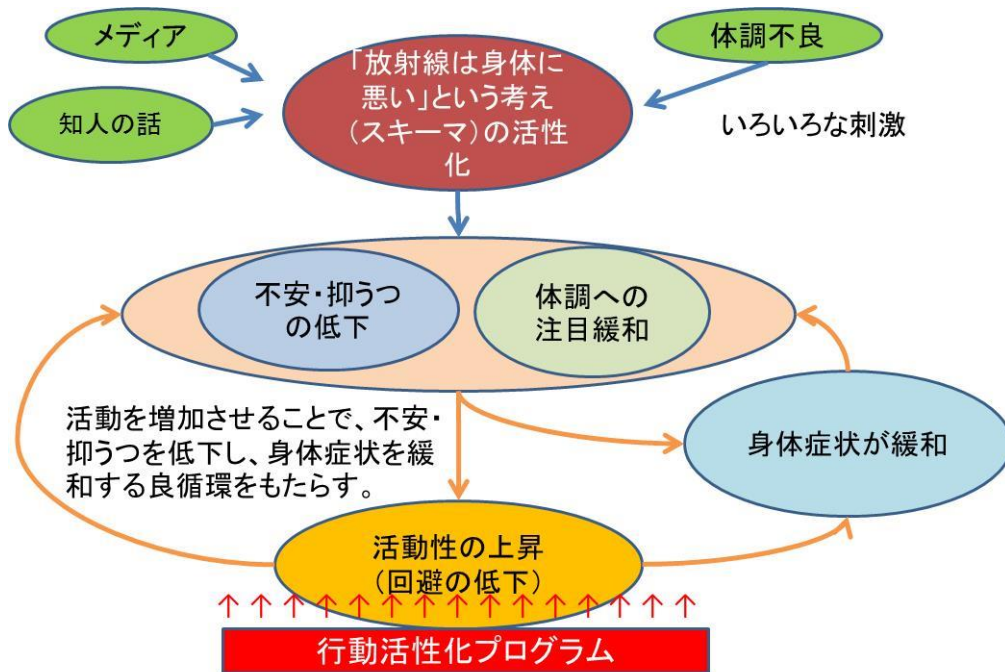 メディア
知人の話
「放射線は身体に
悪い」という考え
(スキーマ)の活性
化
体調不良
いろいろな刺激
不安・抑うつ
の低下
体調への
注目緩和
活動を増加させることで、不安・
抑うつを低下し、身体症状を緩
和する良循環をもたらす。
身体症状が緩和
活動性の上昇
(回避の低下)
行動活性化プログラム